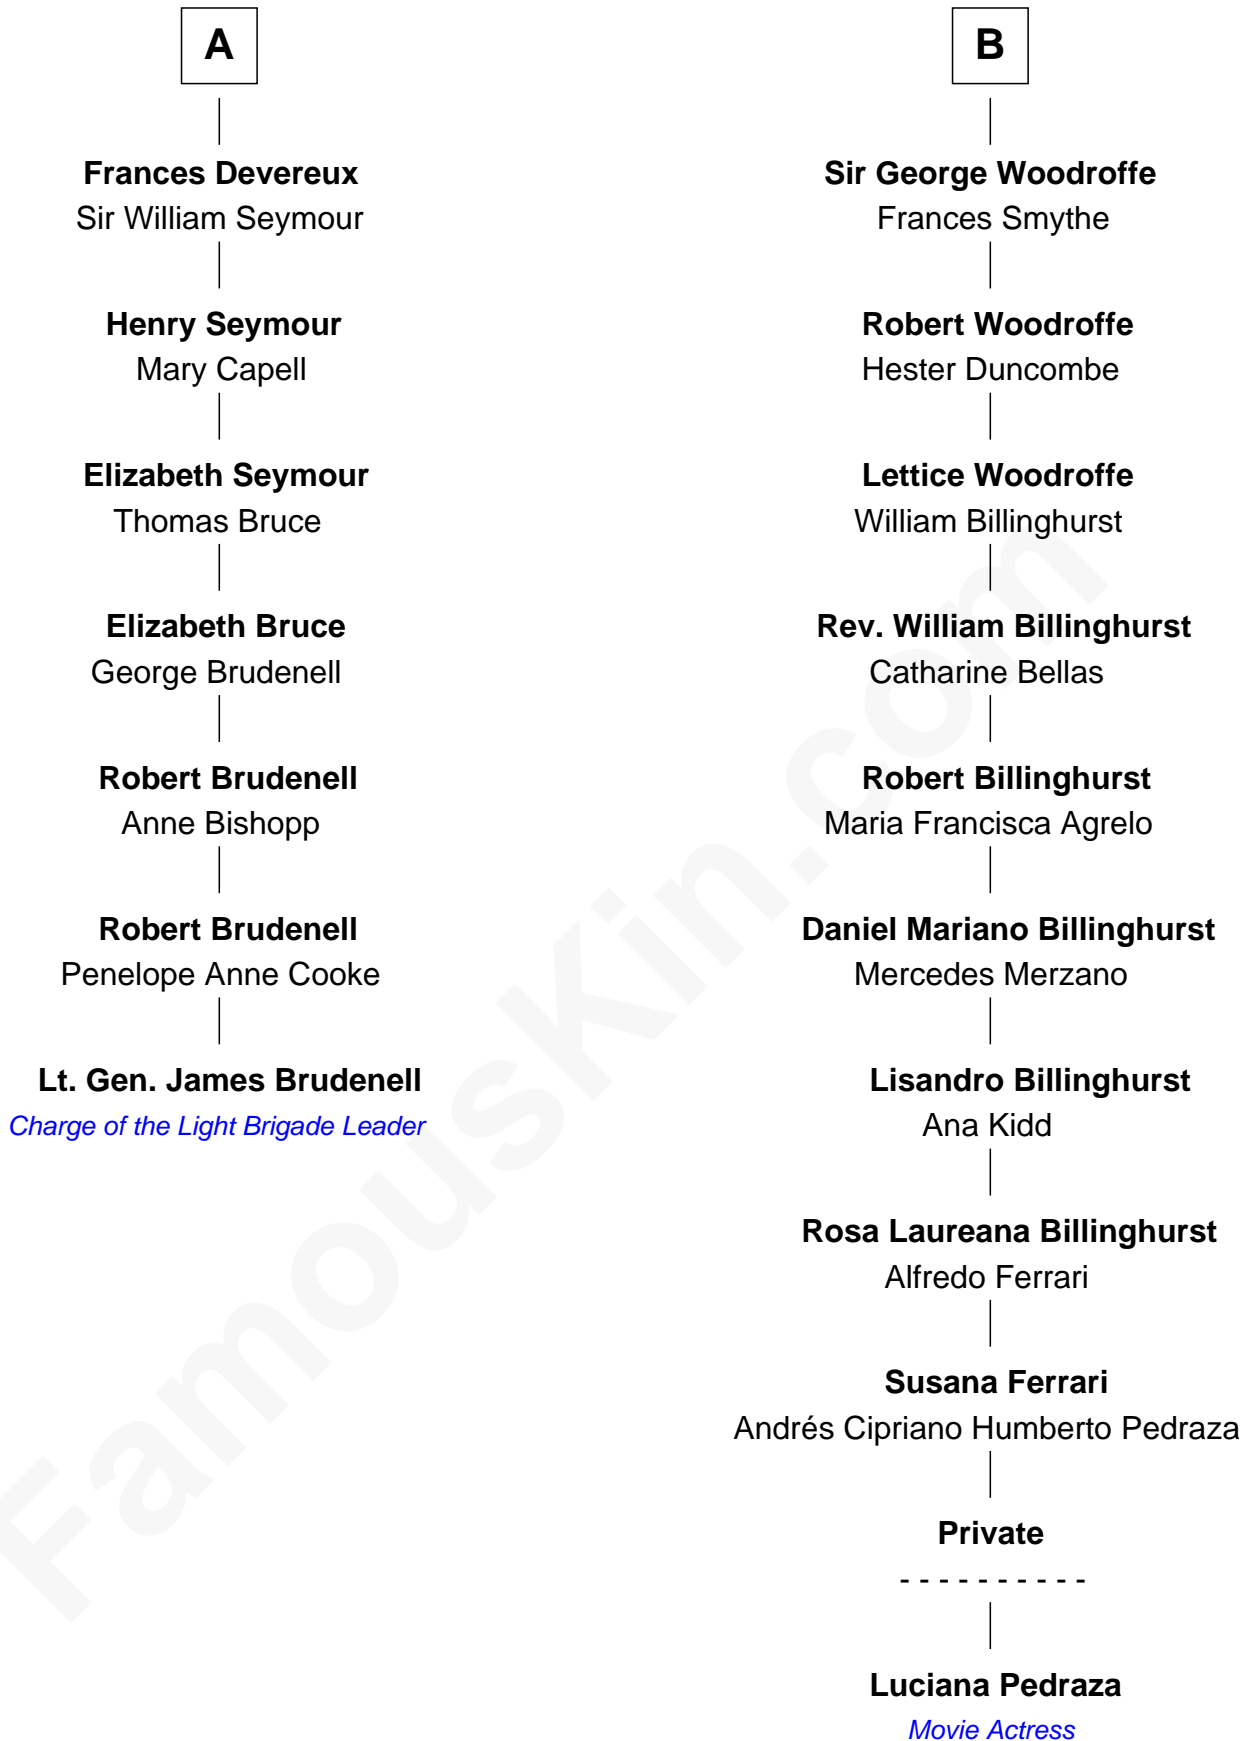 A
Frances Devereux
Sir William Seymour
Henry Seymour
Mary Capell
Elizabeth Seymour
Thomas Bruce
Elizabeth Bruce
George Brudenell
Robert Brudenell
Anne Bishopp
Robert Brudenell
Penelope Anne Cooke
Lt. Gen. James Brudenell
Charge of the Light Brigade Leader
B
Sir George Woodroffe
Frances Smythe
Robert Woodroffe
Hester Duncombe
Lettice Woodroffe
William Billinghurst
Rev. William Billinghurst
Catharine Bellas
Robert Billinghurst
Maria Francisca Agrelo
Daniel Mariano Billinghurst
Mercedes Merzano
Lisandro Billinghurst
Ana Kidd
Rosa Laureana Billinghurst
Alfredo Ferrari
Susana Ferrari
Andrés Cipriano Humberto Pedraza
Private
- - - - - - - - - -
Luciana Pedraza
Movie Actress
FamousKin.com